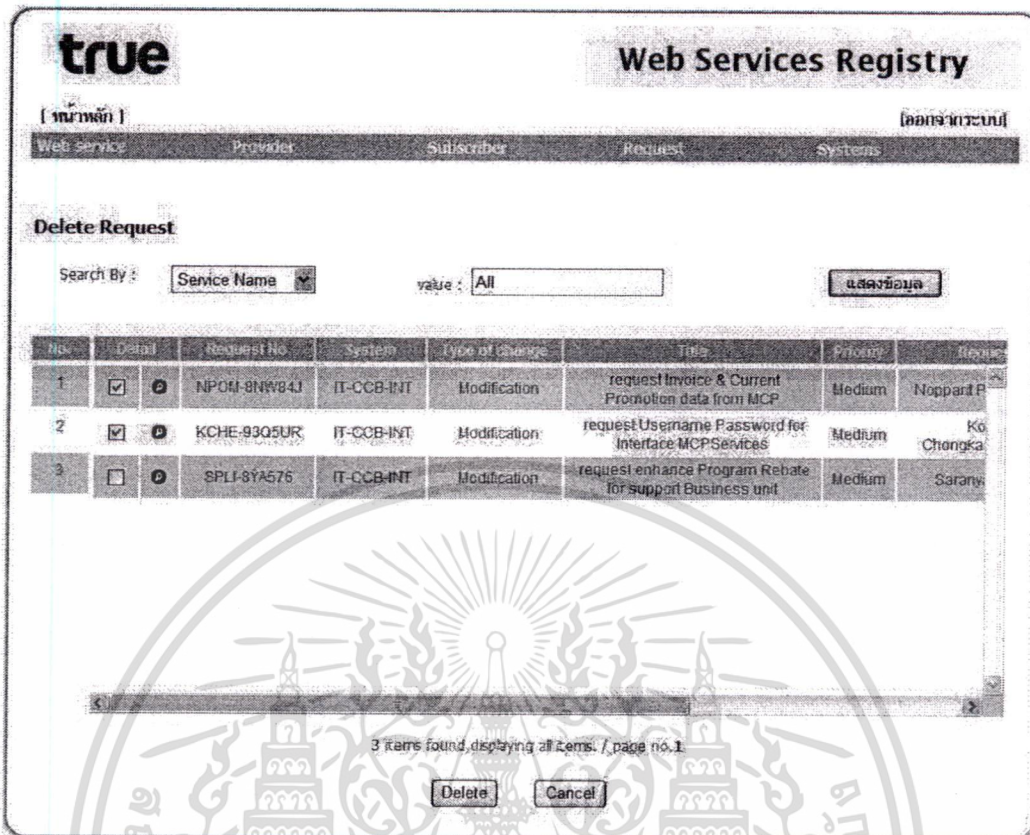 true
Web Services Registry
[ หน้าหลัก ]
[ออกจากระบบ]
Web service Provider Subscriber Request Systems
Delete Request
Search By : Service Name value : All แสดงข้อมูล
No. Detail Request No System Type of Change Title Priority
1 NPOM-8NW84J IT-CCB-INT Modification request Invoice & Current Promotion data from MCP Medium Noppart P
2 KCHE-93Q5UR IT-CCB-INT Modification request Username Password for Interface MCPServices Medium Ko Chongka
3 IT-CCB-INT Modification request enhance Program Rebate for support Business unit Medium Sarany
3 items found,displaying all items. / page no.1
Delete Cancel